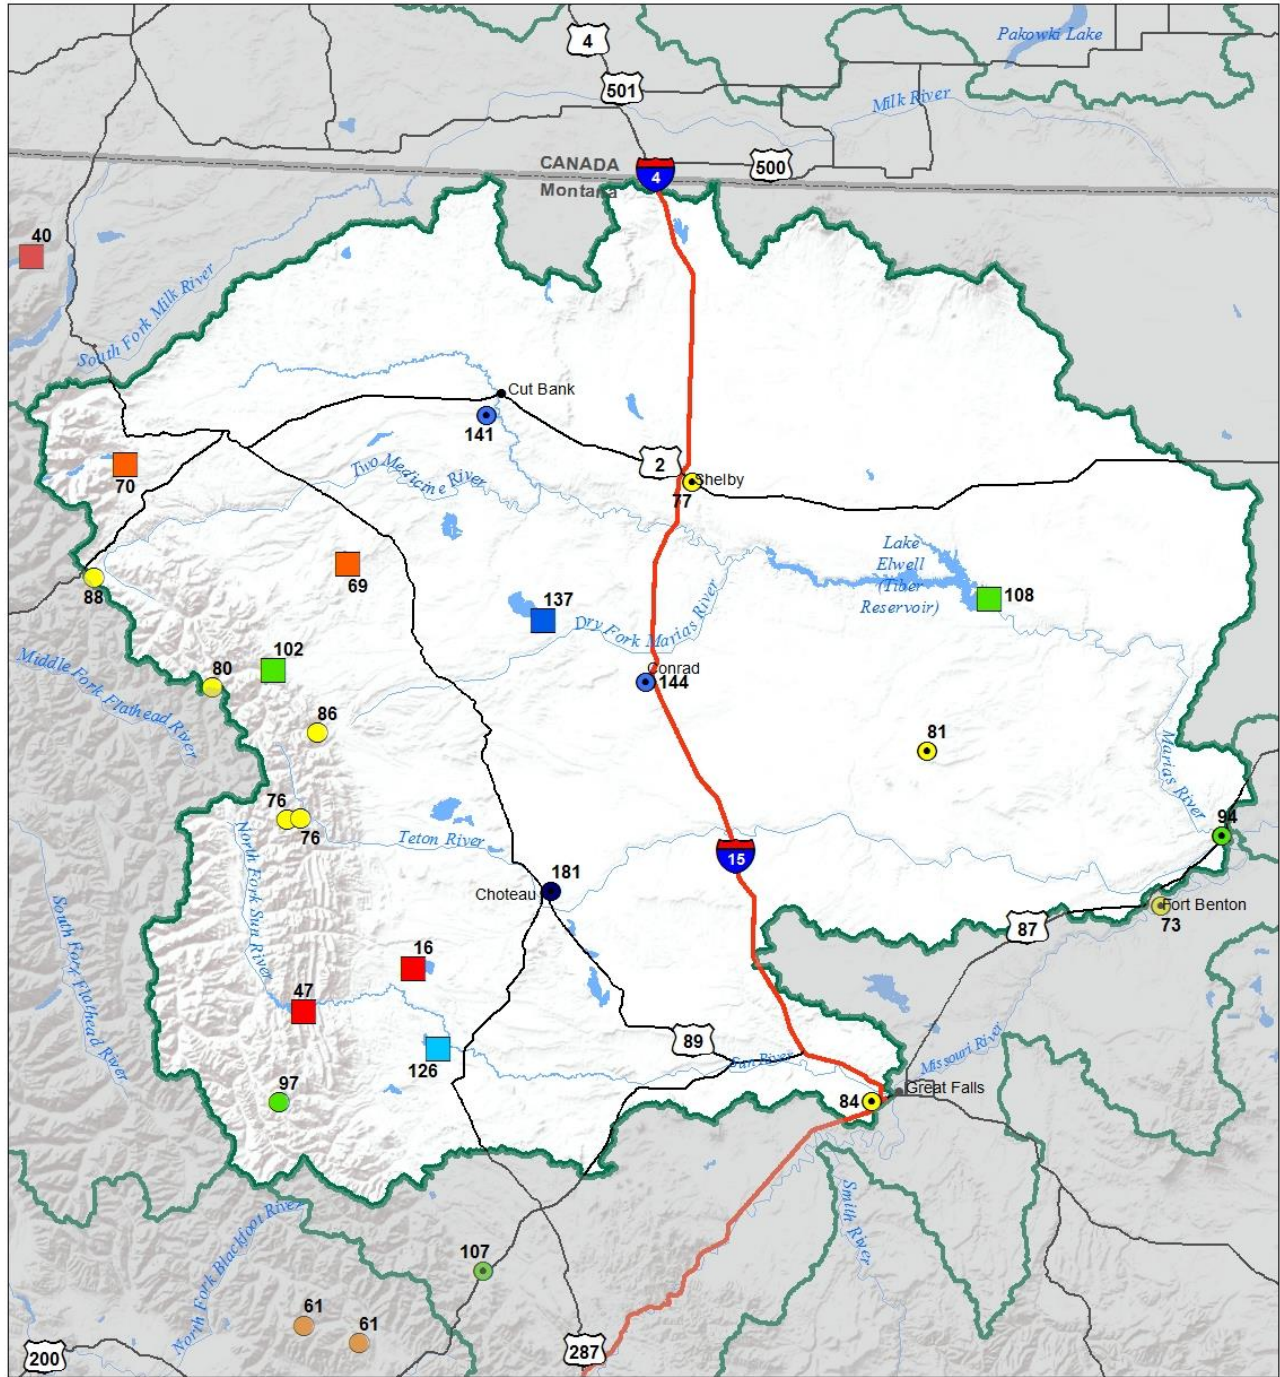 4
Pakowki Lake
501
Milk River
CANADA
500
4
Montana
40
South Fork Milk River
Cut Bank
141
2
Two Medicine River
70
Shelby
77
Lake
Elwell
(Tiber
Reservoir)
69
88
137
108
Dry Fork Marias River
102
Middle Fork Flathead River
80
Conrad
144
86
81
Marias River
76
76
94
North Fork Sun River
Teton River
15
181
Choteau
South Fork Flathead River
Fort Benton
87
73
16
47
89
Missouri River
126
Sun River
Great Falls
97
84
Smith River
North Fork Blackfoot River
107
61
61
200
287